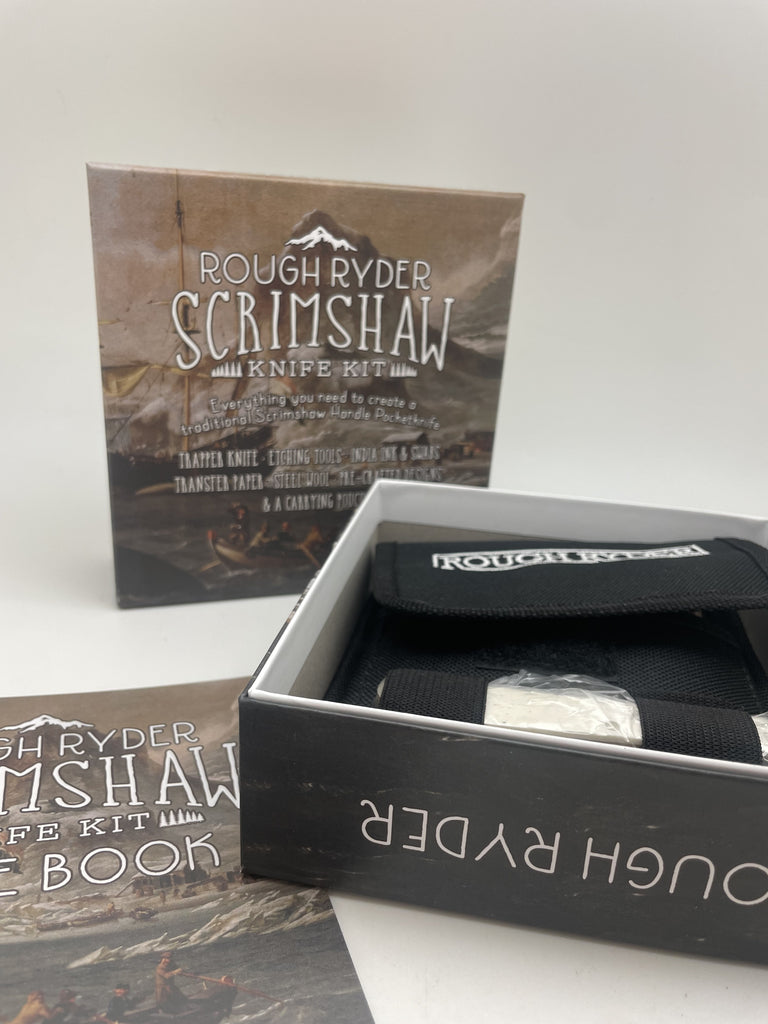 ROUGH RYDER
SCRIMSHAW
KNIFE KIT
Everything you need to create a
traditional Scrimshaw Handle Pocketknife
TRAPPER KNIFE - ETCHING TOOLS - INDIA INK & SWABS
TRANSFER PAPER - STEEL WOOL - PRE-CRAFTED DESIGNS
& A CARRYING POUCH
ROUGH RYDER
GH RYDER
MSHAW
IFE KIT
E BOOK
OUGH RYDER